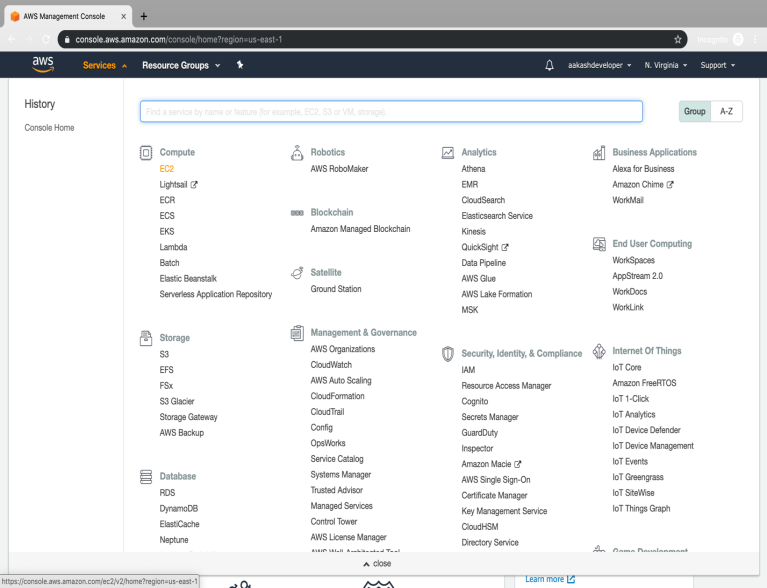 AWS Management Console
console.aws.amazon.com/console/home?region=us-east-1
Incognito
aws
Services
Resource Groups
aakashdeveloper
N. Virginia
Support
History
Console Home
Find a service by name or feature (for example, EC2, S3 or VM, storage).
Group
A-Z
Compute
EC2
Lightsail
ECR
ECS
EKS
Lambda
Batch
Elastic Beanstalk
Serverless Application Repository
Storage
S3
EFS
FSx
S3 Glacier
Storage Gateway
AWS Backup
Database
RDS
DynamoDB
ElastiCache
Neptune
Robotics
AWS RoboMaker
Blockchain
Amazon Managed Blockchain
Satellite
Ground Station
Management & Governance
AWS Organizations
CloudWatch
AWS Auto Scaling
CloudFormation
CloudTrail
Config
OpsWorks
Service Catalog
Systems Manager
Trusted Advisor
Managed Services
Control Tower
AWS License Manager
AWS Well-Architected Tool
Analytics
Athena
EMR
CloudSearch
Elasticsearch Service
Kinesis
QuickSight
Data Pipeline
AWS Glue
AWS Lake Formation
MSK
Security, Identity, & Compliance
IAM
Resource Access Manager
Cognito
Secrets Manager
GuardDuty
Inspector
Amazon Macie
AWS Single Sign-On
Certificate Manager
Key Management Service
CloudHSM
Directory Service
Business Applications
Alexa for Business
Amazon Chime
WorkMail
End User Computing
WorkSpaces
AppStream 2.0
WorkDocs
WorkLink
Internet Of Things
IoT Core
Amazon FreeRTOS
IoT 1-Click
IoT Analytics
IoT Device Defender
IoT Device Management
IoT Events
IoT Greengrass
IoT SiteWise
IoT Things Graph
Game Development
close
https://console.aws.amazon.com/ec2/v2/home?region=us-east-1
Learn more